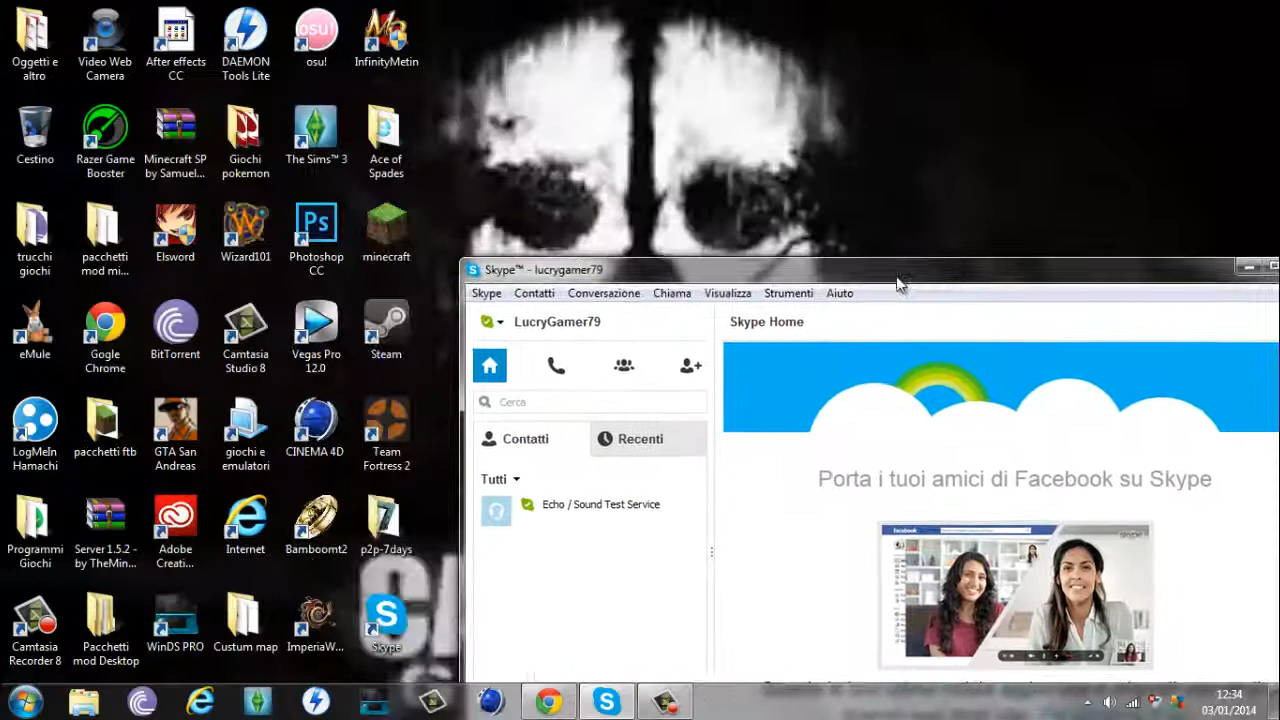 Oggetti e
altro
Video Web
Camera
After effects
CC
DAEMON
Tools Lite
osu!
osu!
InfinityMetin
Cestino
Razer Game
Booster
Minecraft SP
by Samuel...
Giochi
pokemon
The Sims™ 3
Ace of
Spades
trucchi
giochi
pacchetti
mod mi...
Elsword
Wizard101
Ps
Photoshop
CC
minecraft
eMule
Gogle
Chrome
BitTorrent
Camtasia
Studio 8
Vegas Pro
12.0
Steam
LogMeIn
Hamachi
pacchetti ftb
GTA San
Andreas
giochi e
emulatori
CINEMA 4D
Team
Fortress 2
Programmi
Giochi
Server 1.5.2 -
by TheMin...
Adobe
Creati...
Internet
Bamboomt2
p2p-7days
Camtasia
Recorder 8
Pacchetti
mod Desktop
WinDS PRO
Custum map
ImperiaW...
Skype
Skype™ - lucrygamer79
Skype Contatti Conversazione Chiama Visualizza Strumenti Aiuto
LucryGamer79
Cerca
Contatti
Recenti
Tutti
Echo / Sound Test Service
Skype Home
Porta i tuoi amici di Facebook su Skype
facebook
skype
12:34
03/01/2014